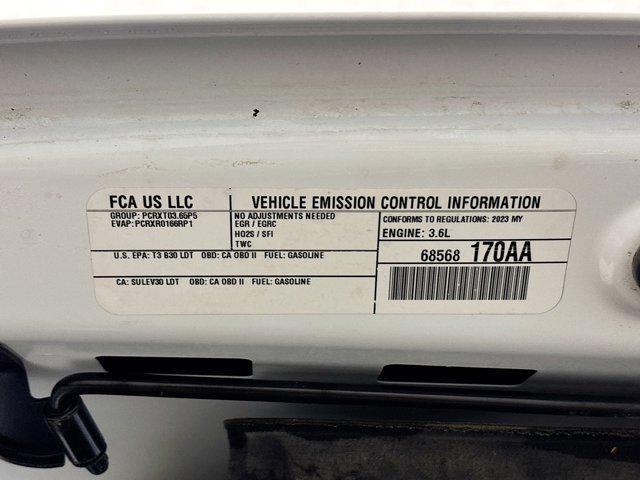 FCA US LLC
VEHICLE EMISSION CONTROL INFORMATION
GROUP: PCRXT03.65P5
EVAP: PCRXR0166RP1
NO ADJUSTMENTS NEEDED
EGR / EGRC
HO2S / SFI
TWC
CONFORMS TO REGULATIONS: 2023 MY
ENGINE: 3.6L
U.S. EPA: T3 B30 LDT OBD: CA OBD II FUEL: GASOLINE
68568 170AA
CA: SULEV30 LDT OBD: CA OBD II FUEL: GASOLINE